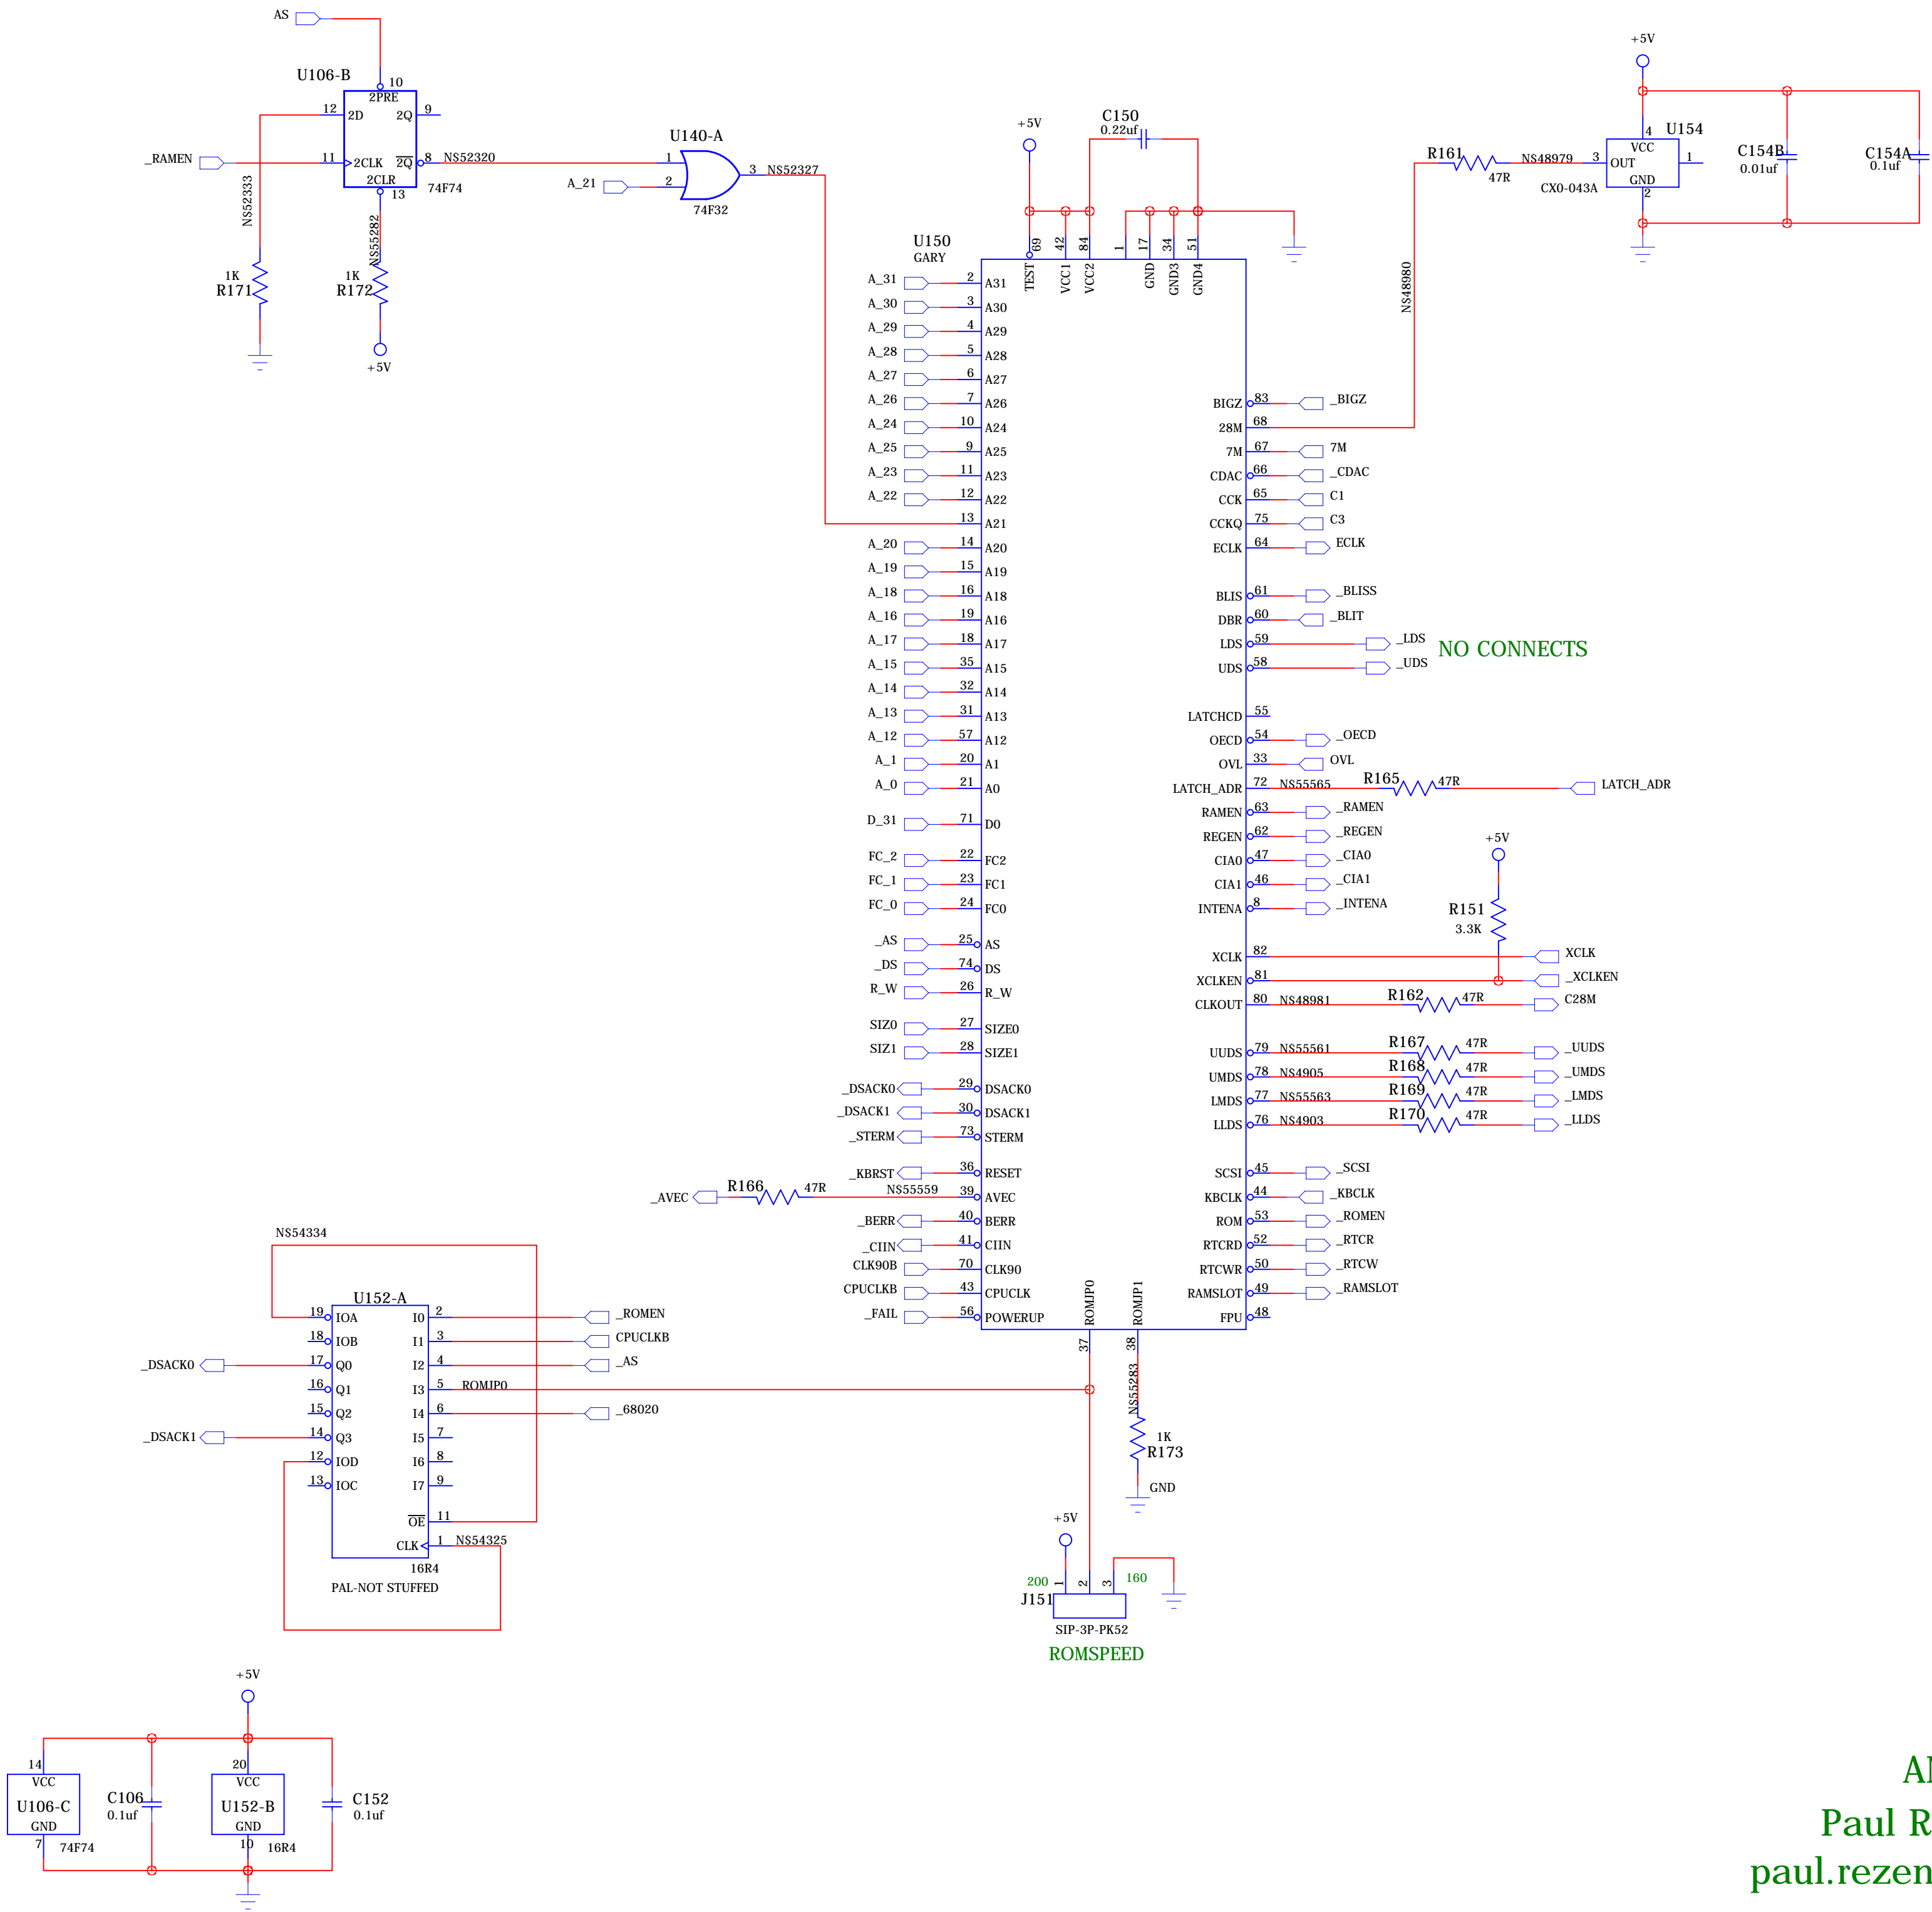 AS
U106-B
10
2PRE
12 2D 2Q 9
_RAMEN 11 2CLK 2Q 8 N$52320
2CLR
13 74F74
N$52333
N$55282
1K
R171
1K
R172
+5V
U140-A
1
A_21 2
3 N$52327
74F32
+5V
C150
0.22uf
+5V
4 U154
VCC
R161 N$48979 3 OUT 1
47R
GND
CX0-043A 2
C154B
0.01uf
C154A
0.1uf
N$48980
U150
GARY
69 42 84 1 17 34 51
TEST VCC1 VCC2 GND GND3 GND4
A_31 2 A31
A_30 3 A30
A_29 4 A29
A_28 5 A28
A_27 6 A27
A_26 7 A26
A_24 10 A24
A_25 9 A25
A_23 11 A23
A_22 12 A22
13 A21
A_20 14 A20
A_19 15 A19
A_18 16 A18
A_16 19 A16
A_17 18 A17
A_15 35 A15
A_14 32 A14
A_13 31 A13
A_12 57 A12
A_1 20 A1
A_0 21 A0
D_31 71 D0
FC_2 22 FC2
FC_1 23 FC1
FC_0 24 FC0
_AS 25 AS
_DS 74 DS
R_W 26 R_W
SIZ0 27 SIZE0
SIZ1 28 SIZE1
_DSACK0 29 DSACK0
_DSACK1 30 DSACK1
_STERM 73 STERM
_KBRST 36 RESET
_AVEC R166 47R N$55559 39 AVEC
_BERR 40 BERR
_CIIN 41 CIIN
CLK90B 70 CLK90
CPUCLKB 43 CPUCLK
_FAIL 56 POWERUP
BIGZ 83 _BIGZ
28M 68
7M 67 7M
CDAC 66 _CDAC
CCK 65 C1
CCKQ 75 C3
ECLK 64 ECLK
BLIS 61 _BLISS
DBR 60 _BLIT
LDS 59 _LDS
UDS 58 _UDS
NO CONNECTS
LATCHCD 55
OECD 54 _OECD
OVL 33 OVL
LATCH_ADR 72 N$55565 R165 47R LATCH_ADR
RAMEN 63 _RAMEN
REGEN 62 _REGEN
CIA0 47 _CIA0
CIA1 46 _CIA1
INTENA 8 _INTENA
+5V
R151
3.3K
XCLK 82 XCLK
XCLKEN 81 _XCLKEN
CLKOUT 80 N$48981 R162 47R C28M
UUDS 79 N$55561 R167 47R _UUDS
UMDS 78 N$4905 R168 47R _UMDS
LMDS 77 N$55563 R169 47R _LMDS
LLDS 76 N$4903 R170 47R _LLDS
SCSI 45 _SCSI
KBCLK 44 _KBCLK
ROM 53 _ROMEN
RTCRD 52 _RTCR
RTCWR 50 _RTCW
RAMSLOT 49 _RAMSLOT
FPU 48
ROMJP0 ROMJP1
37 38
N$55283
1K
R173
GND
N$54334
U152-A
19 IOA I0 2 _ROMEN
18 IOB I1 3 CPUCLKB
_DSACK0 17 Q0 I2 4 _AS
16 Q1 I3 5 ROMJP0
15 Q2 I4 6 _68020
_DSACK1 14 Q3 I5 7
12 IOD I6 8
13 IOC I7 9
OE 11
CLK 1 N$54325
16R4
PAL-NOT STUFFED
+5V
200 1 2 3 160
J151
SIP-3P-PK52
ROMSPEED
+5V
14
VCC
U106-C
GND
7 74F74
C106
0.1uf
20
VCC
U152-B
GND
10 16R4
C152
0.1uf
Paul R
paul.rezen